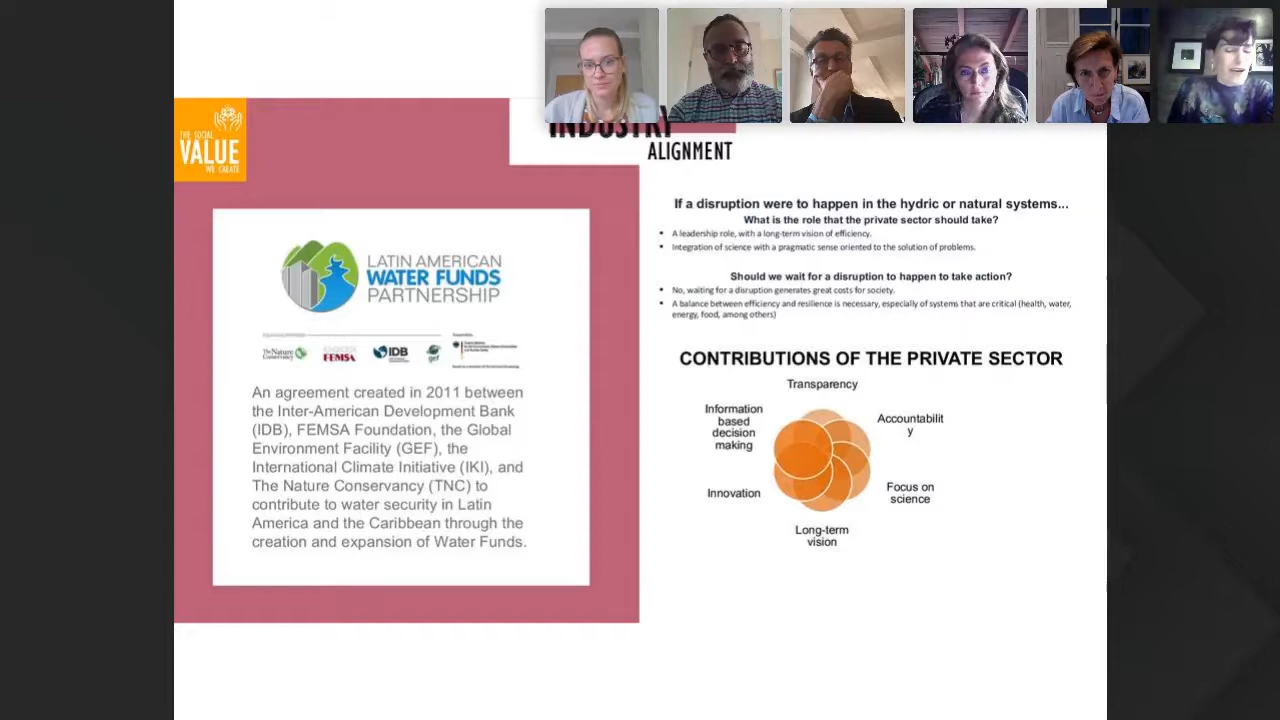 THE SOCIAL
VALUE
WE CREATE
INDUSTRY
ALIGNMENT
LATIN AMERICAN
WATER FUNDS
PARTNERSHIP
The Nature
Conservancy
FEMSA
IDB
gef
An agreement created in 2011 between
the Inter-American Development Bank
(IDB), FEMSA Foundation, the Global
Environment Facility (GEF), the
International Climate Initiative (IKI), and
The Nature Conservancy (TNC) to
contribute to water security in Latin
America and the Caribbean through the
creation and expansion of Water Funds.
If a disruption were to happen in the hydric or natural systems...
What is the role that the private sector should take?
• A leadership role, with a long-term vision of efficiency.
• Integration of science with a pragmatic sense oriented to the solution of problems.
Should we wait for a disruption to happen to take action?
• No, waiting for a disruption generates great costs for society.
• A balance between efficiency and resilience is necessary, especially of systems that are critical (health, water,
energy, food, among others)
CONTRIBUTIONS OF THE PRIVATE SECTOR
Transparency
Accountabilit
y
Focus on
science
Long-term
vision
Innovation
Information
based
decision
making